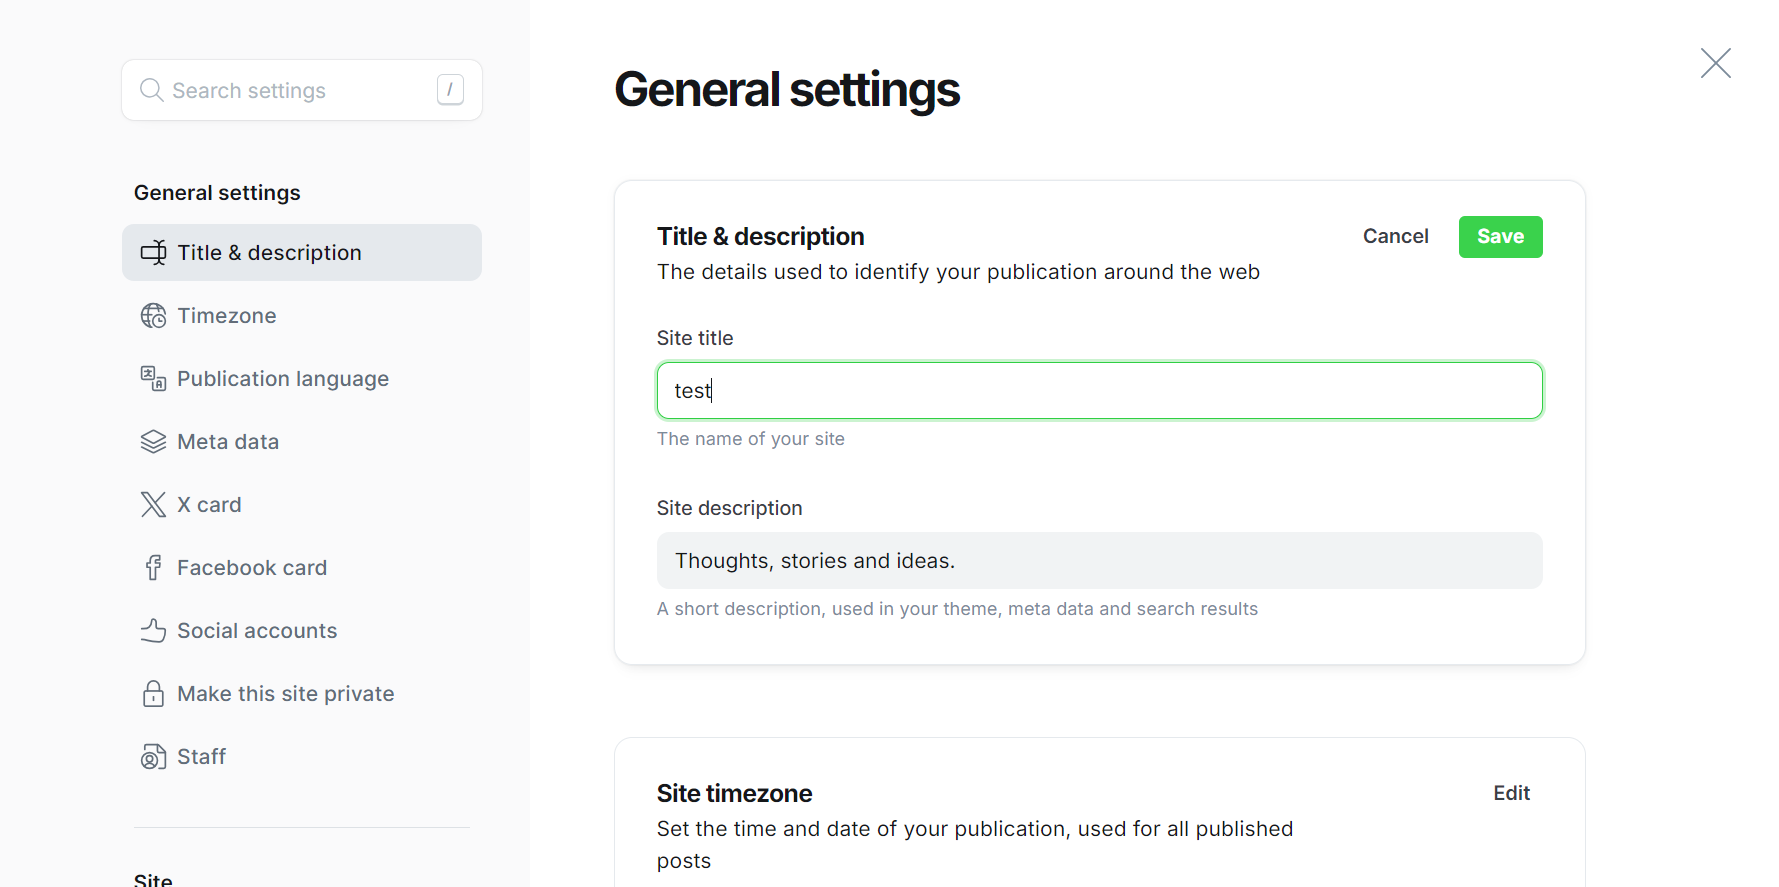 Search settings /
General settings
Title & description
Timezone
Publication language
Meta data
X card
Facebook card
Social accounts
Make this site private
Staff
Site
General settings
Title & description
Cancel
Save
The details used to identify your publication around the web
Site title
test
The name of your site
Site description
Thoughts, stories and ideas.
A short description, used in your theme, meta data and search results
Site timezone
Edit
Set the time and date of your publication, used for all published
posts